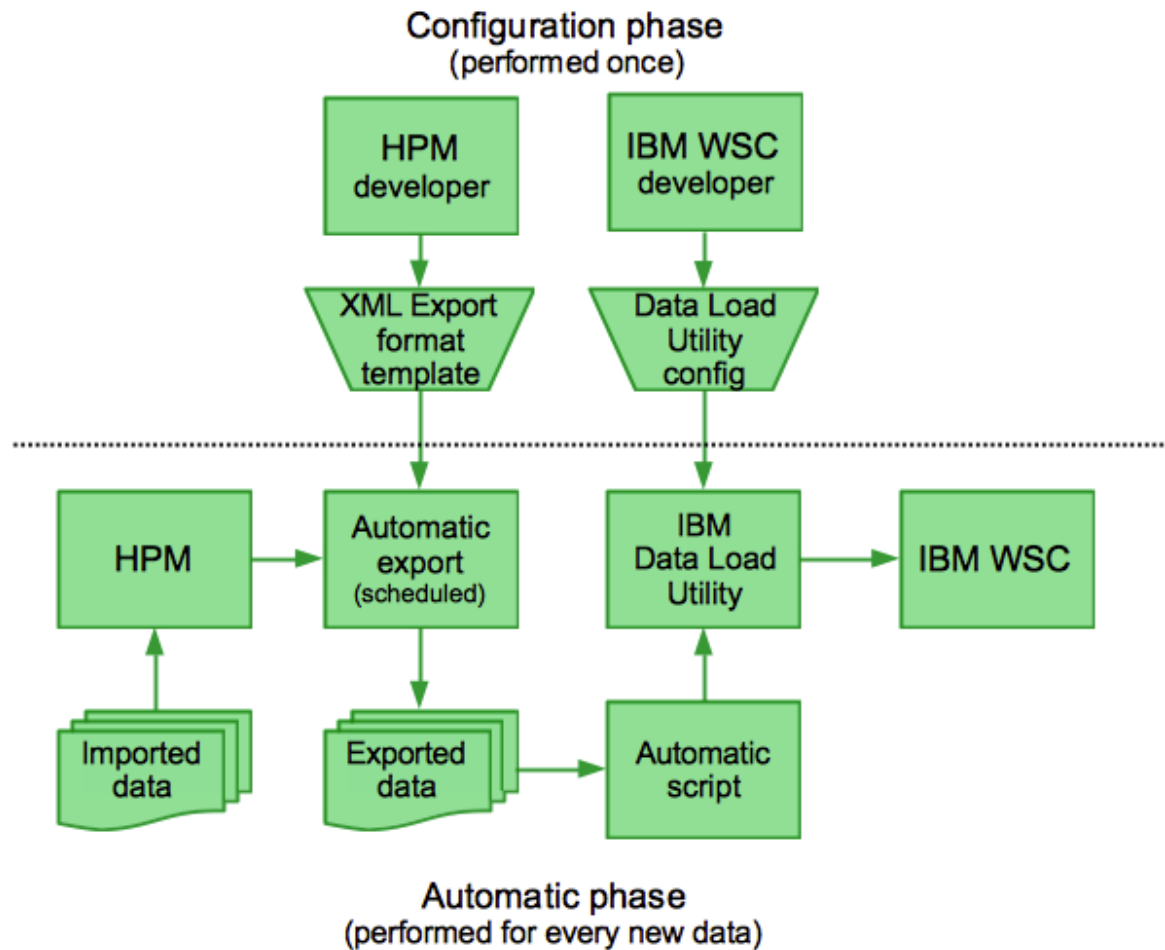 Configuration phase
(performed once)
HPM
developer
IBM WSC
developer
XML Export
format
template
Data Load
Utility
config
HPM
Automatic
export
(scheduled)
IBM
Data Load
Utility
IBM WSC
Imported
data
Exported
data
Automatic
script
Automatic phase
(performed for every new data)